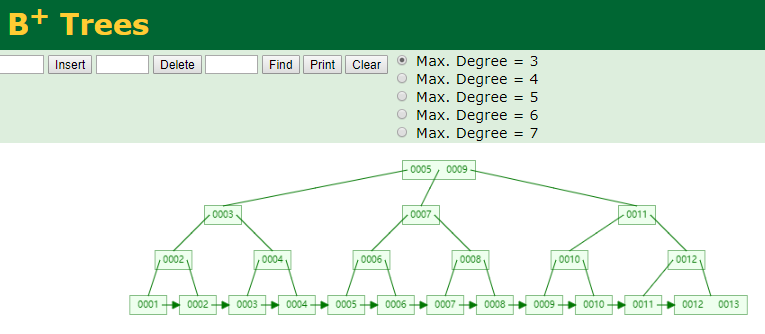 B+ Trees
Insert Delete Find Print Clear
Max. Degree = 3
Max. Degree = 4
Max. Degree = 5
Max. Degree = 6
Max. Degree = 7
0005 0009
0003 0007 0011
0002 0004 0006 0008 0010 0012
0001 0002 0003 0004 0005 0006 0007 0008 0009 0010 0011 0012 0013